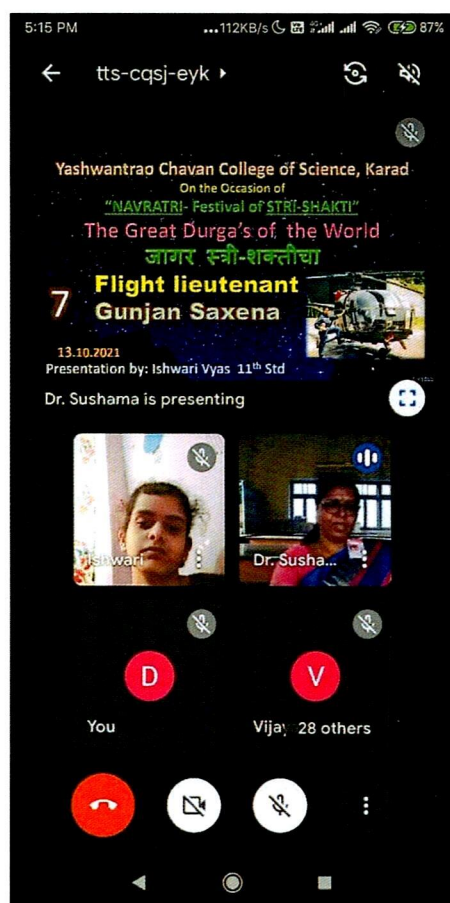 5:15 PM
...112KB/s 4G 87%
tts-cqsj-eyk
Yashwantrao Chavan College of Science, Karad
On the Occasion of
"NAVRATRI- Festival of STRI-SHAKTI"
The Great Durga's of the World
जागर स्त्री-शक्तीचा
7
Flight lieutenant
Gunjan Saxena
13.10.2021
Presentation by: Ishwari Vyas 11th Std
Dr. Sushama is presenting
Ishwari
Dr. Susha...
D
V
You
Vijay 28 others